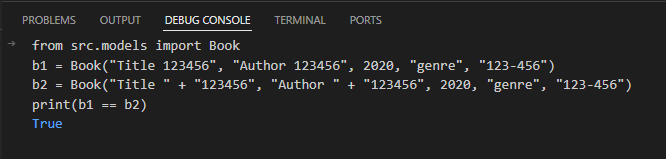 PROBLEMS OUTPUT DEBUG CONSOLE TERMINAL PORTS
from src.models import Book
b1 = Book("Title 123456", "Author 123456", 2020, "genre", "123-456")
b2 = Book("Title " + "123456", "Author " + "123456", 2020, "genre", "123-456")
print(b1 == b2)
True